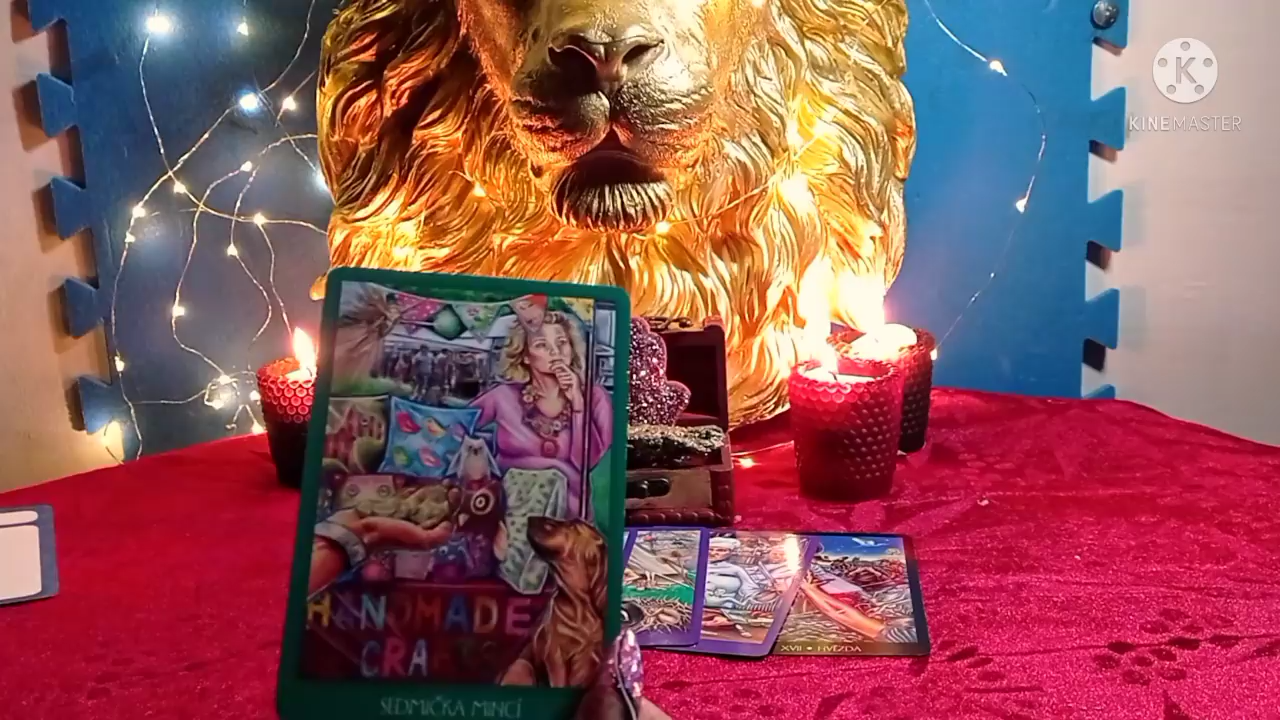 K
KINEMASTER
HANDMADE
CRAFTS
SEDMIČKA MINCÍ
XVII • HVĚZDA